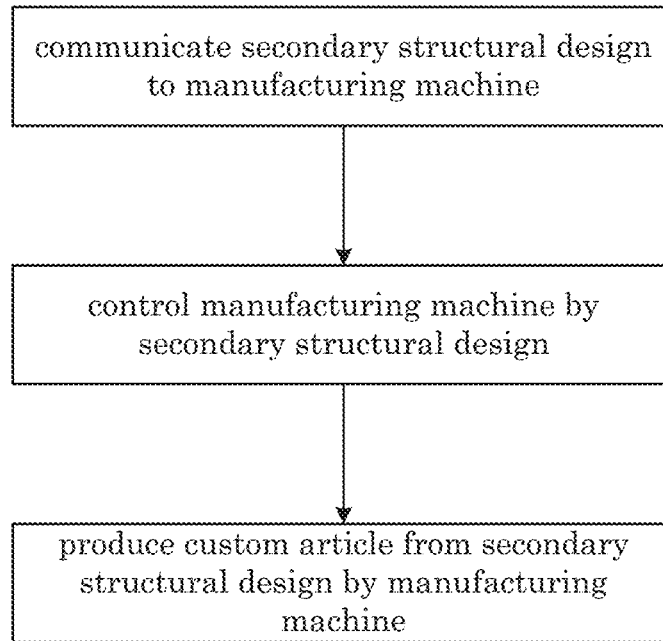 communicate secondary structural design
to manufacturing machine
control manufacturing machine by
secondary structural design
produce custom article from secondary
structural design by manufacturing
machine